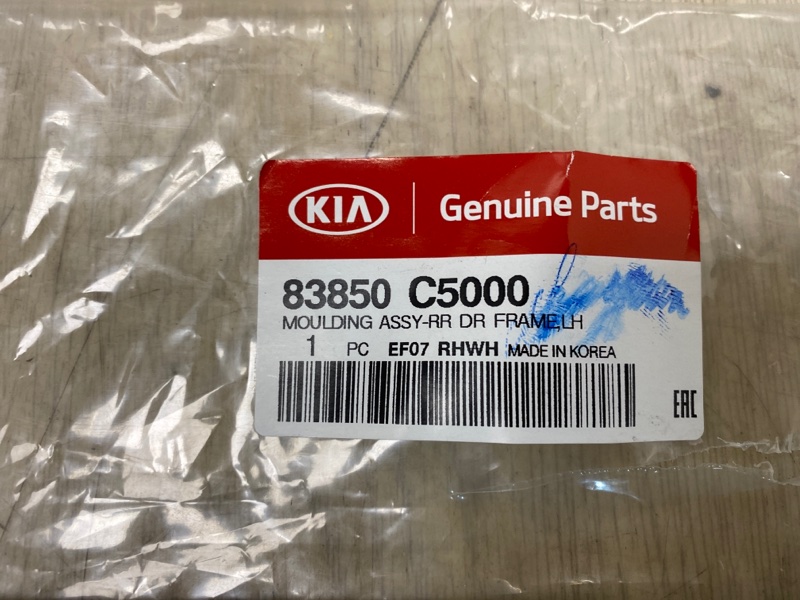 KIA Genuine Parts
83850 C5000
MOULDING ASSY-RR DR FRAME,LH
1 PC EF07 RHWH MADE IN KOREA
EAC